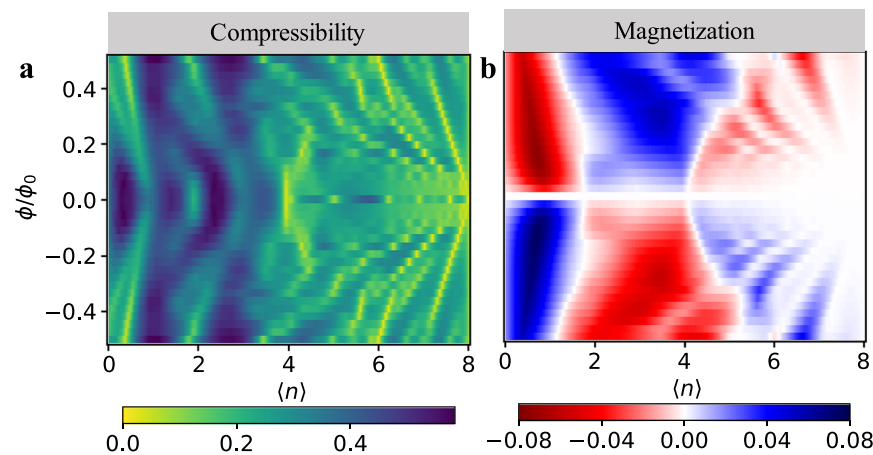 Compressibility
Magnetization
a
b
ϕ/ϕ₀
0.4
0.2
0.0
−0.2
−0.4
0 2 4 6 8
⟨n⟩
0 2 4 6 8
⟨n⟩
0.0 0.2 0.4
−0.08 −0.04 0.00 0.04 0.08